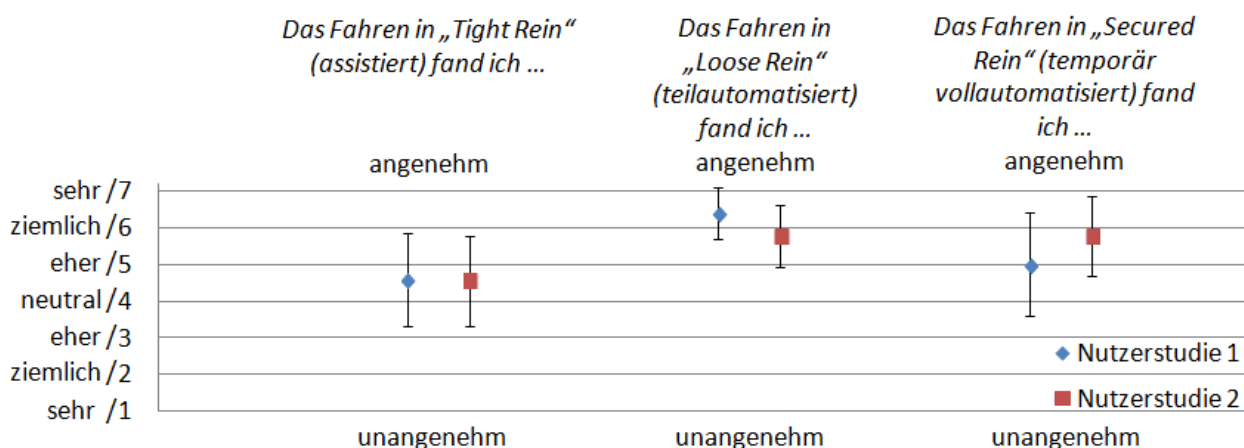 Das Fahren in „Tight Rein“
(assistiert) fand ich …
Das Fahren in
„Loose Rein“
(teilautomatisiert)
fand ich …
Das Fahren in „Secured
Rein“ (temporär
vollautomatisiert) fand
ich …
angenehm
angenehm
angenehm
sehr /7
ziemlich /6
eher /5
neutral /4
eher /3
ziemlich /2
sehr /1
Nutzerstudie 1
Nutzerstudie 2
unangenehm
unangenehm
unangenehm